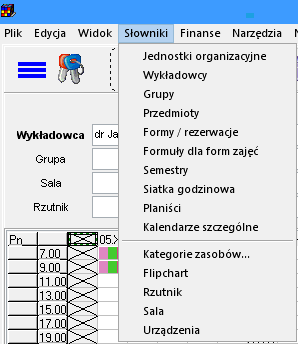 Plik Edycja Widok Słowniki Finanse Narzędzia
Jednostki organizacyjne
Wykładowcy
Grupy
Przedmioty
Formy / rezerwacje
Formuły dla form zajęć
Semestry
Siatka godzinowa
Planiści
Kalendarze szczególne
Kategorie zasobów...
Flipchart
Rzutnik
Sala
Urządzenia
Wykładowca dr Ja
Grupa
Sala
Rzutnik
Pn 05.X
7.00
9.00
11.00
13.00
15.00
17.00
19.00